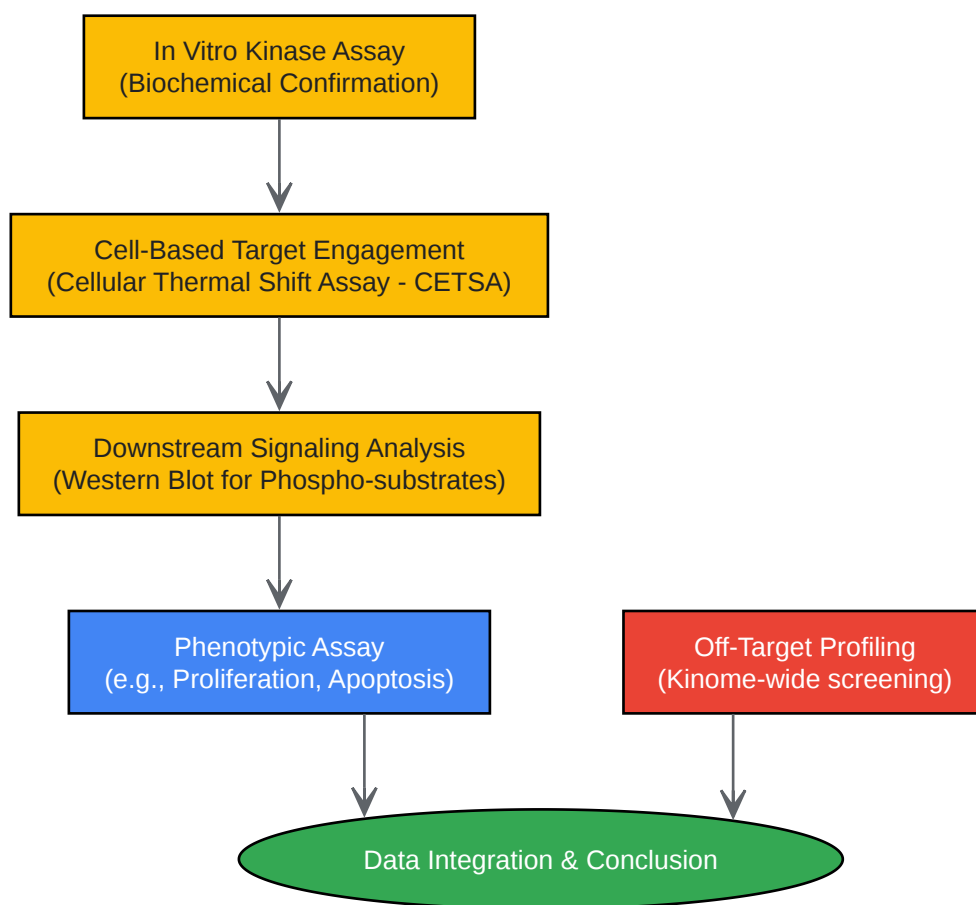 In Vitro Kinase Assay
(Biochemical Confirmation)
Cell-Based Target Engagement
(Cellular Thermal Shift Assay - CETSA)
Downstream Signaling Analysis
(Western Blot for Phospho-substrates)
Phenotypic Assay
(e.g., Proliferation, Apoptosis)
Off-Target Profiling
(Kinome-wide screening)
Data Integration & Conclusion